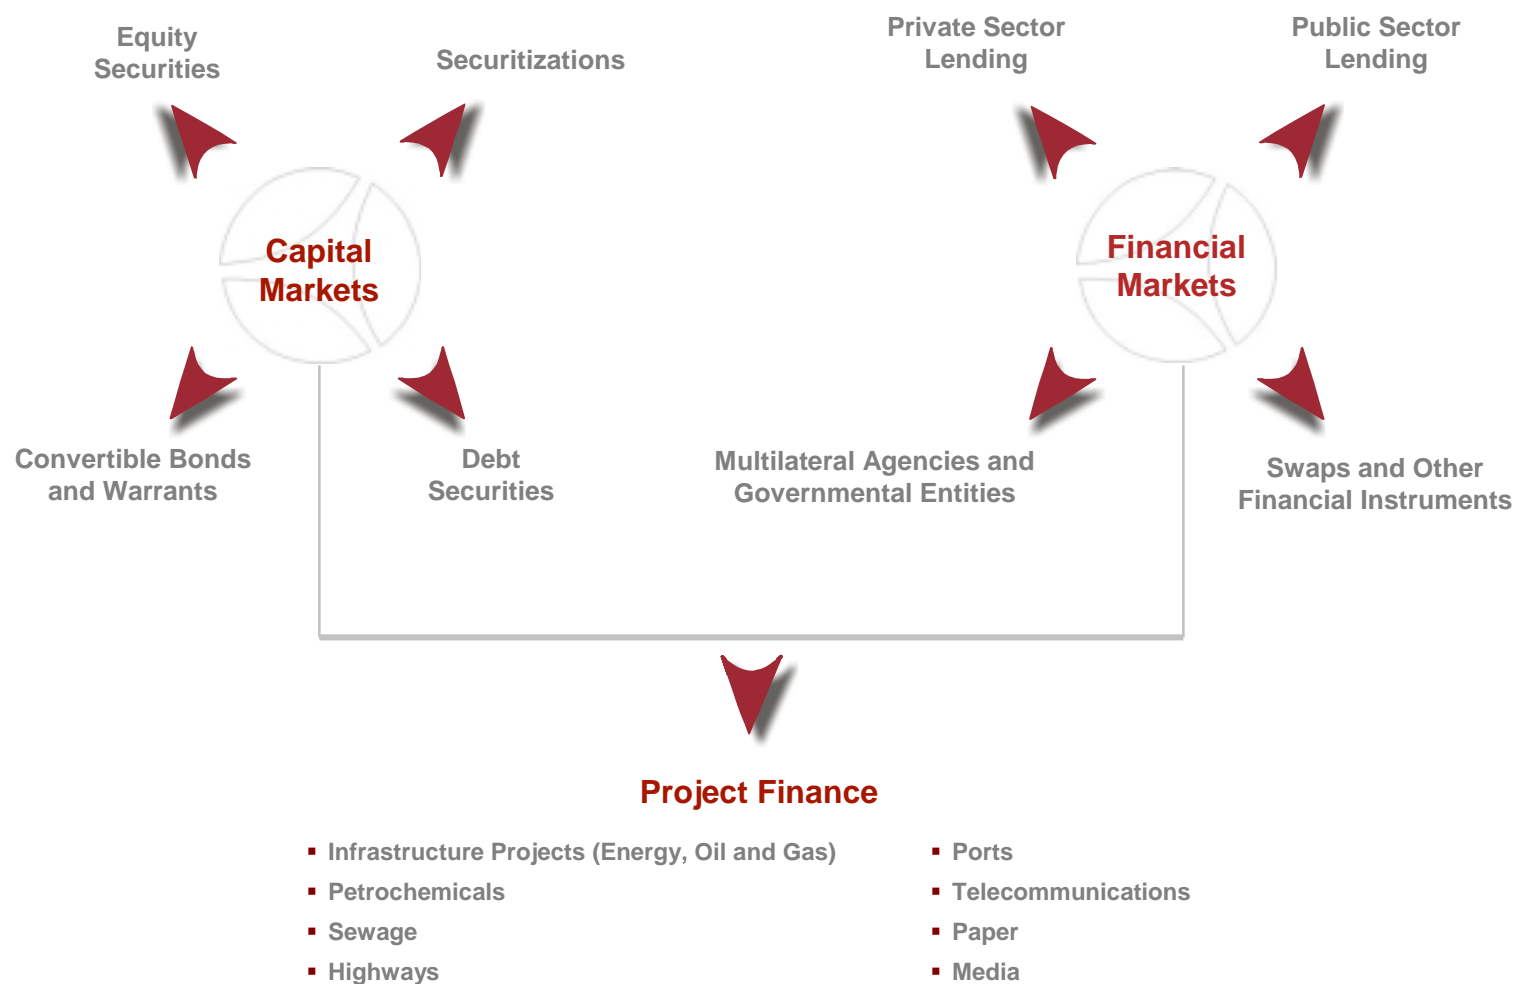 Equity
Securities
Securitizations
Private Sector
Lending
Public Sector
Lending
Capital
Markets
Financial
Markets
Convertible Bonds
and Warrants
Debt
Securities
Multilateral Agencies and
Governmental Entities
Swaps and Other
Financial Instruments
Project Finance
▪ Infrastructure Projects (Energy, Oil and Gas)
▪ Petrochemicals
▪ Sewage
▪ Highways
▪ Ports
▪ Telecommunications
▪ Paper
▪ Media